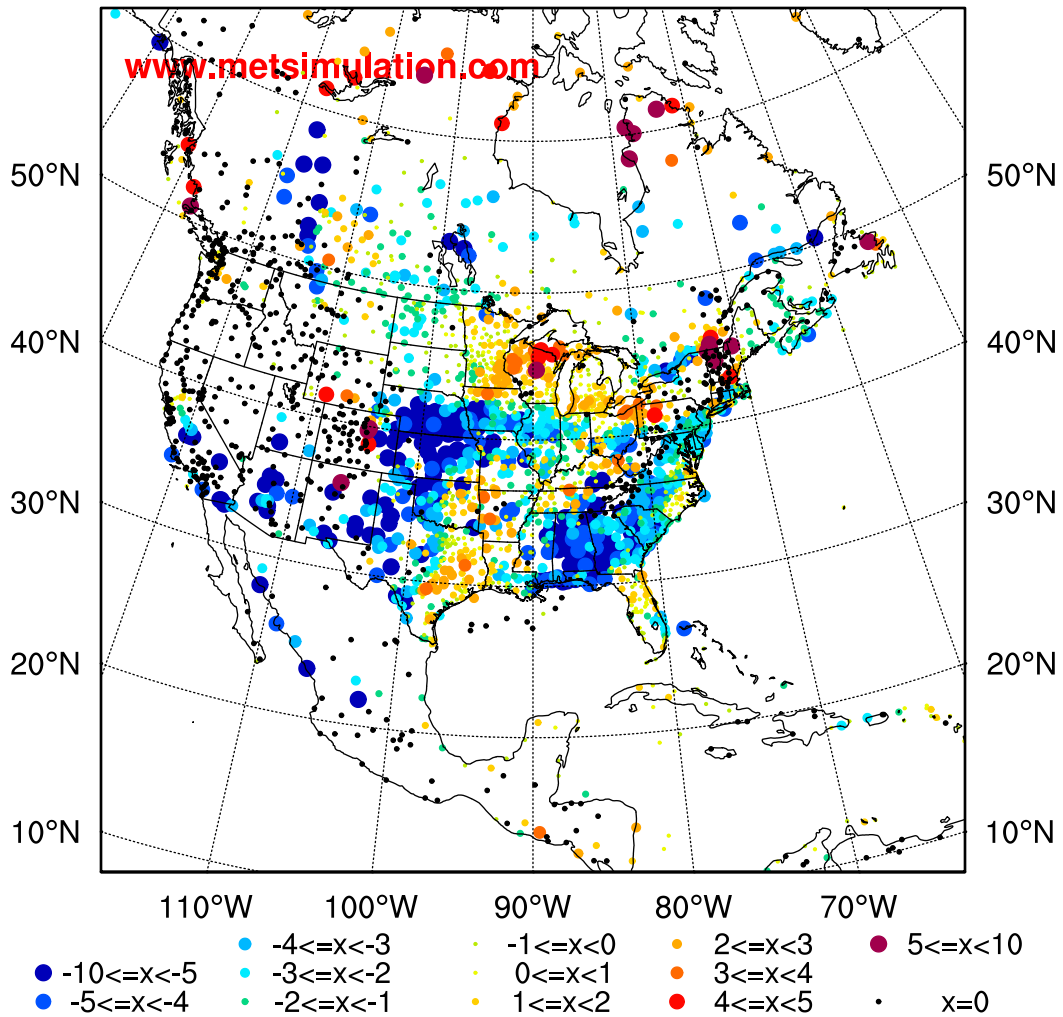 www.metsimulation.com
50°N 50°N
40°N 40°N
30°N 30°N
20°N 20°N
10°N 10°N
110°W 100°W 90°W 80°W 70°W
-4<=x<-3 -1<=x<0 2<=x<3 5<=x<10
-10<=x<-5 -3<=x<-2 0<=x<1 3<=x<4
-5<=x<-4 -2<=x<-1 1<=x<2 4<=x<5 x=0